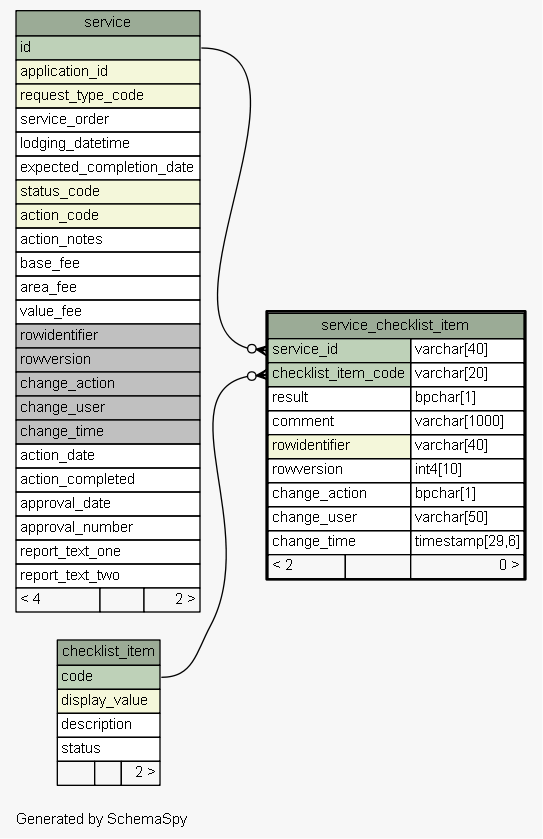 service
id
application_id
request_type_code
service_order
lodging_datetime
expected_completion_date
status_code
action_code
action_notes
base_fee
area_fee
value_fee
rowidentifier
rowversion
change_action
change_user
change_time
action_date
action_completed
approval_date
approval_number
report_text_one
report_text_two
< 4 2 >
service_checklist_item
service_id varchar[40]
checklist_item_code varchar[20]
result bpchar[1]
comment varchar[1000]
rowidentifier varchar[40]
rowversion int4[10]
change_action bpchar[1]
change_user varchar[50]
change_time timestamp[29,6]
< 2 0 >
checklist_item
code
display_value
description
status
2 >
Generated by SchemaSpy